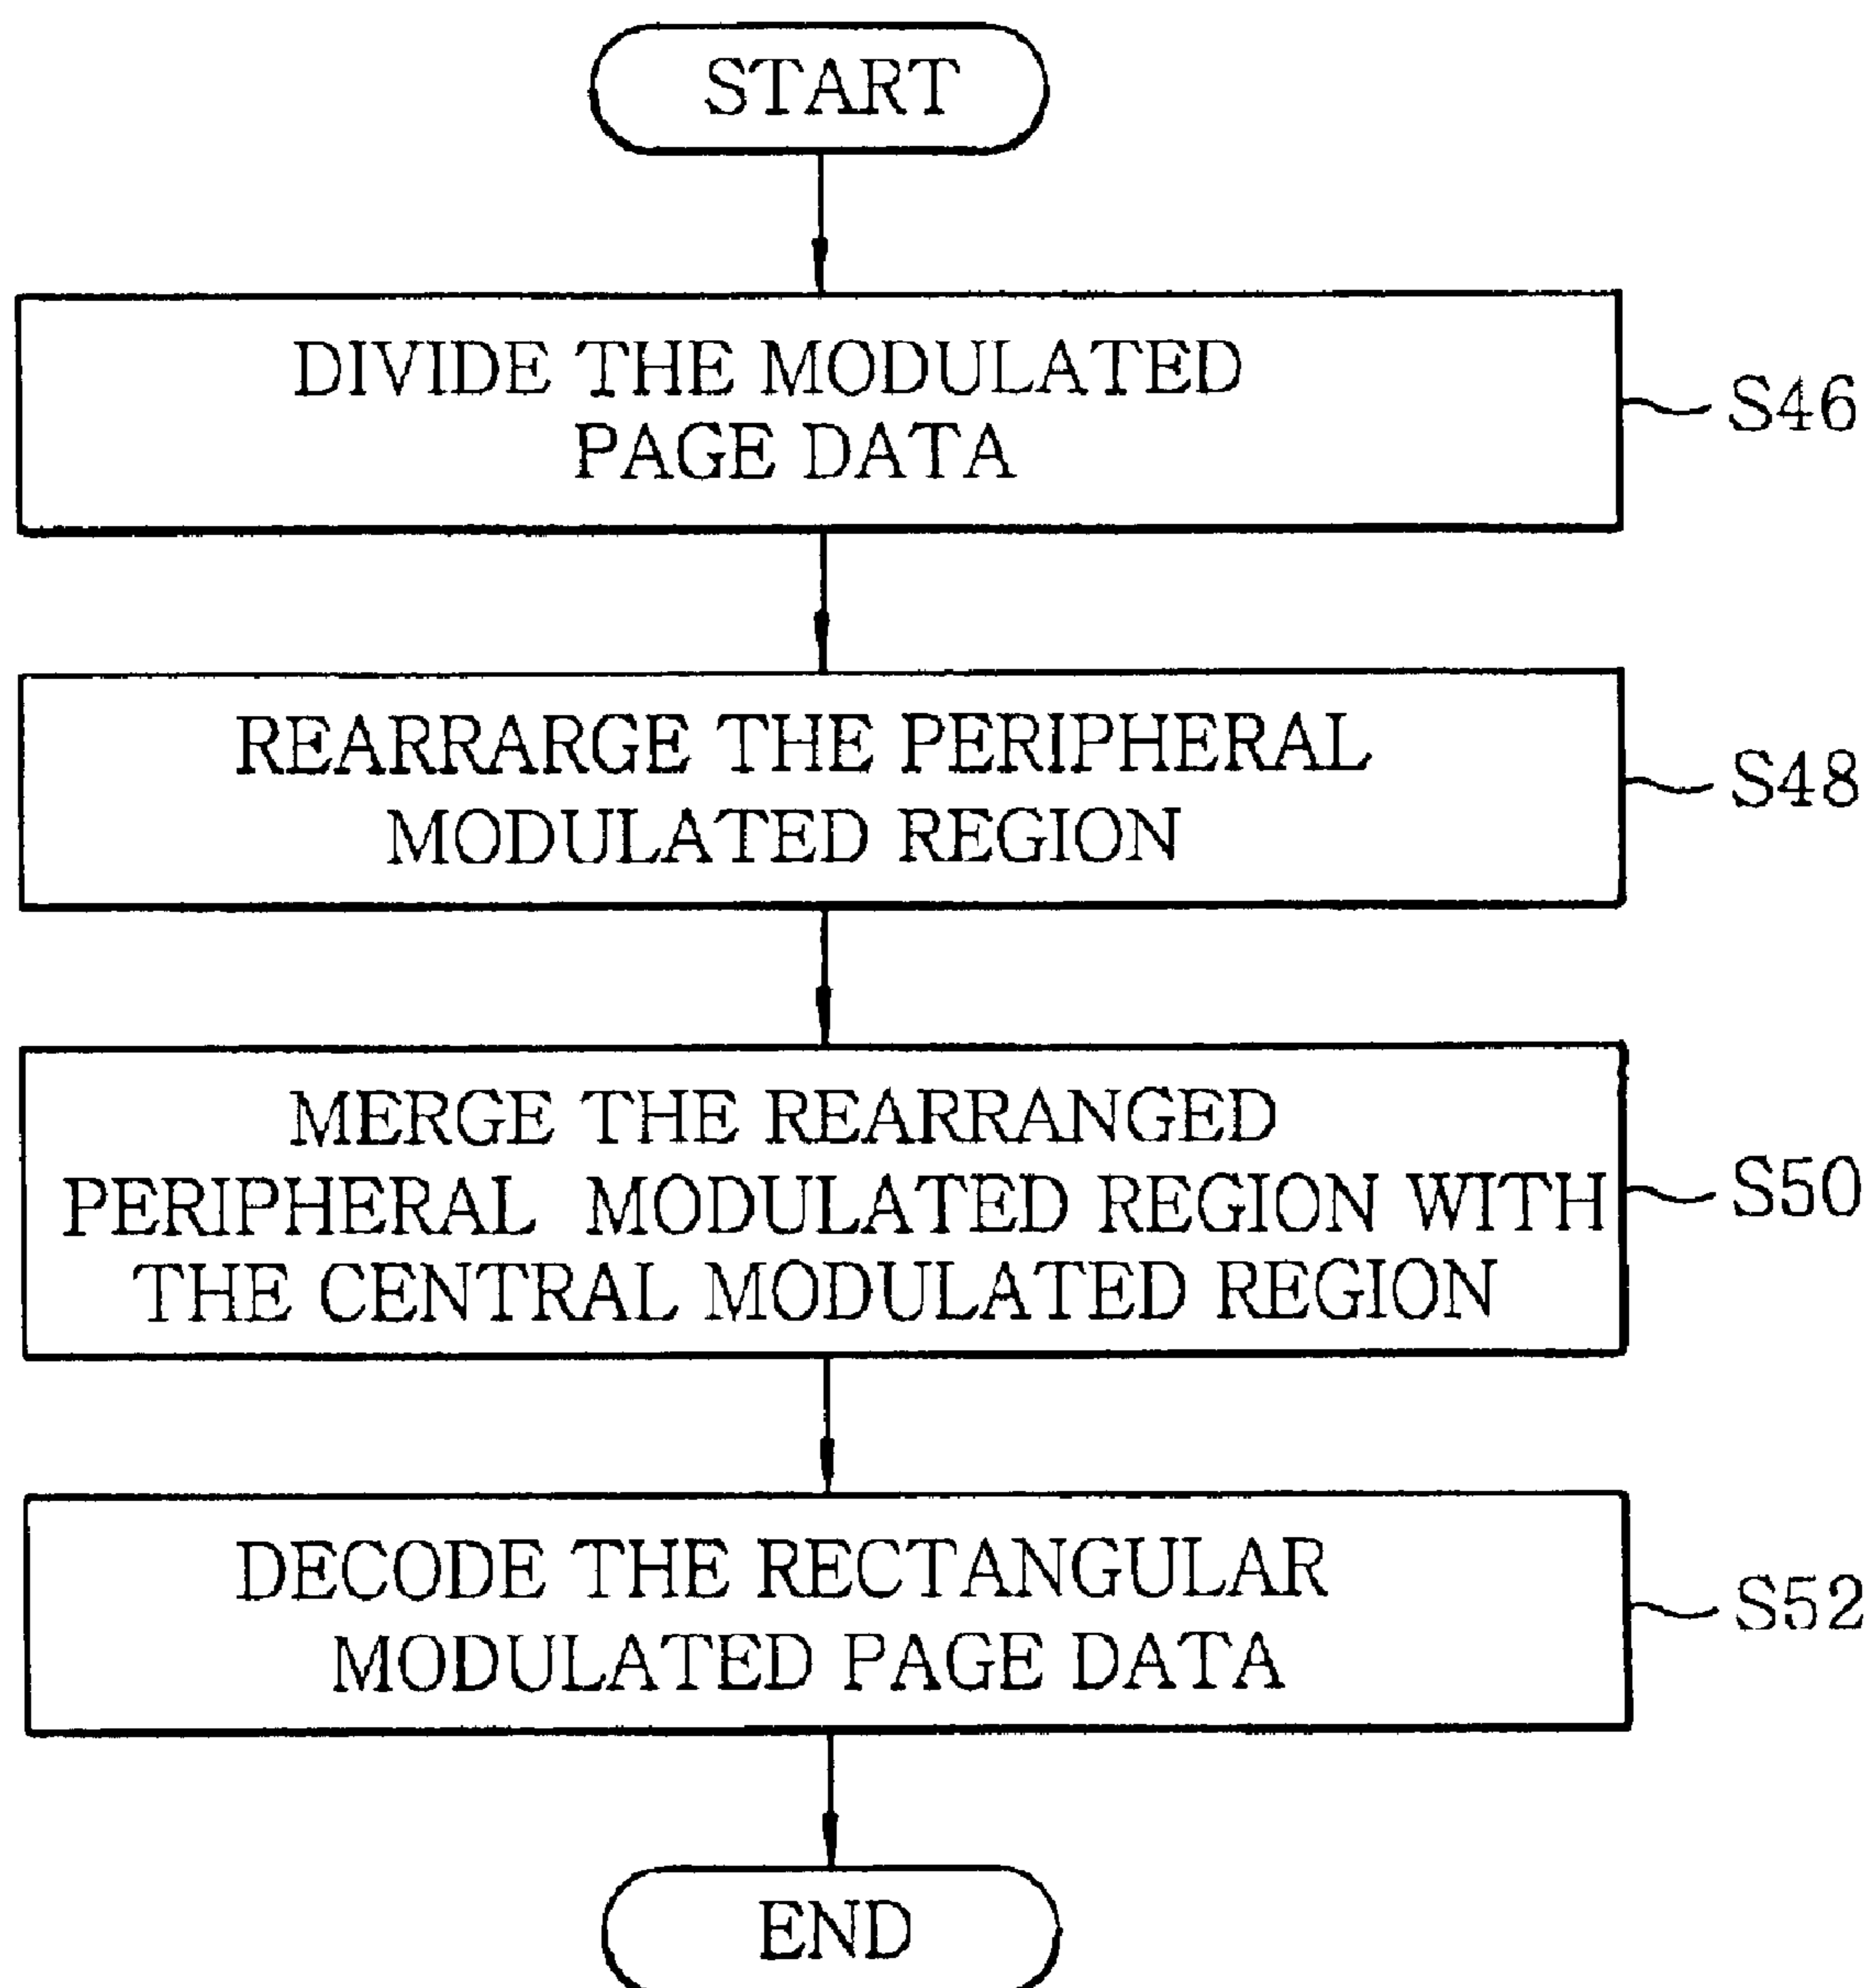 START
DIVIDE THE MODULATED
PAGE DATA
S46
REARRARGE THE PERIPHERAL
MODULATED REGION
S48
MERGE THE REARRANGED
PERIPHERAL MODULATED REGION WITH
THE CENTRAL MODULATED REGION
S50
DECODE THE RECTANGULAR
MODULATED PAGE DATA
S52
END